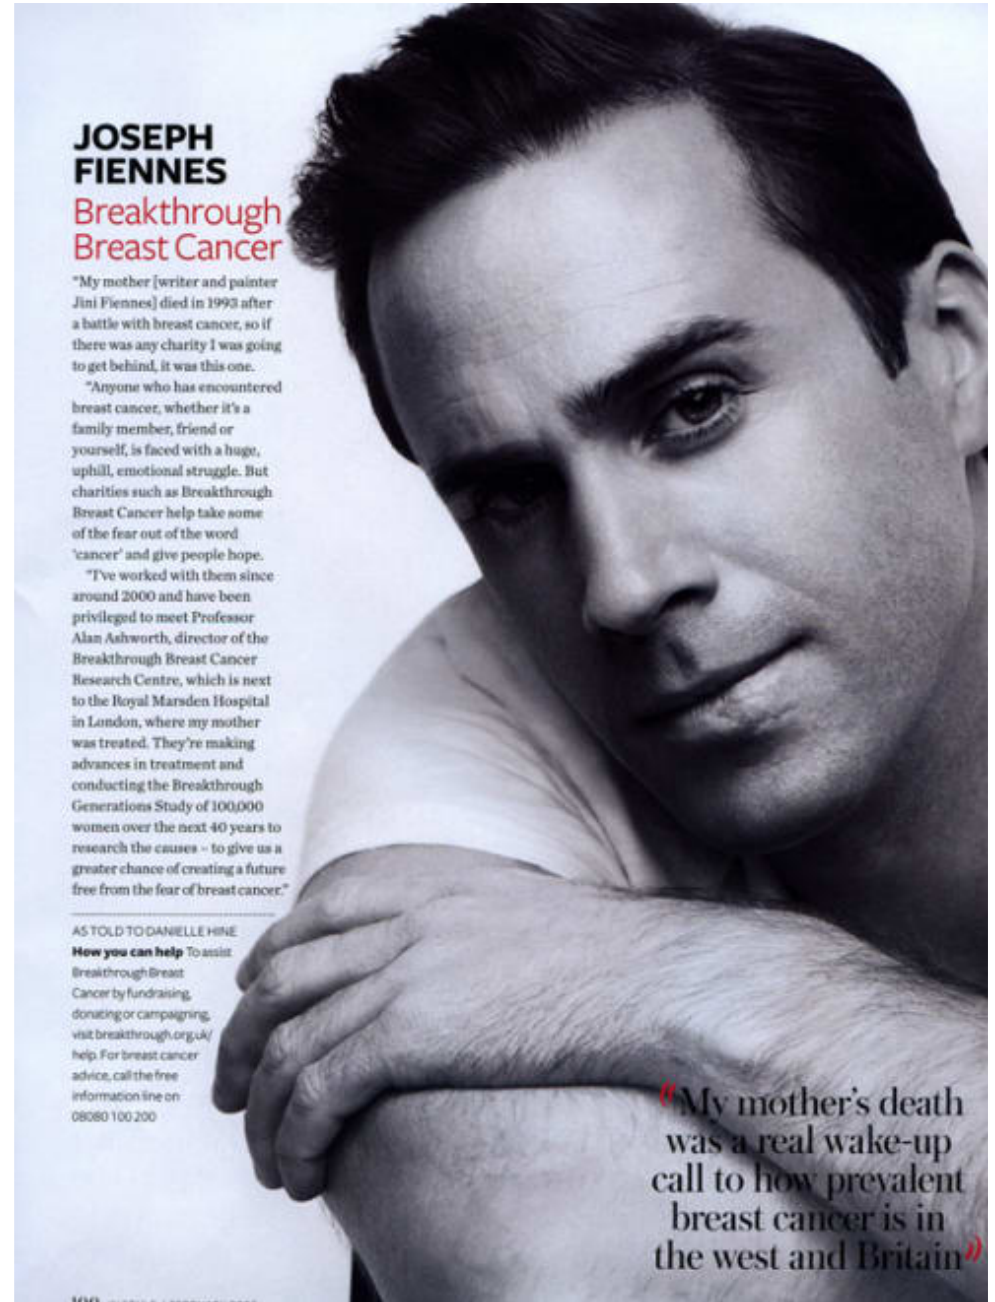 JOSEPH
FIENNES
Breakthrough
Breast Cancer
"My mother [writer and painter
Jini Fiennes] died in 1993 after
a battle with breast cancer, so if
there was any charity I was going
to get behind, it was this one.
"Anyone who has encountered
breast cancer, whether it's a
family member, friend or
yourself, is faced with a huge,
uphill, emotional struggle. But
charities such as Breakthrough
Breast Cancer help take some
of the fear out of the word
'cancer' and give people hope.
"I've worked with them since
around 2000 and have been
privileged to meet Professor
Alan Ashworth, director of the
Breakthrough Breast Cancer
Research Centre, which is next
to the Royal Marsden Hospital
in London, where my mother
was treated. They're making
advances in treatment and
conducting the Breakthrough
Generations Study of 100,000
women over the next 40 years to
research the causes – to give us a
greater chance of creating a future
free from the fear of breast cancer."
AS TOLD TO DANIELLE HINE
How you can help To assist
Breakthrough Breast
Cancer by fundraising,
donating or campaigning,
visit breakthrough.org.uk/
help. For breast cancer
advice, call the free
information line on
08080 100 200
"My mother's death
was a real wake-up
call to how prevalent
breast cancer is in
the west and Britain"